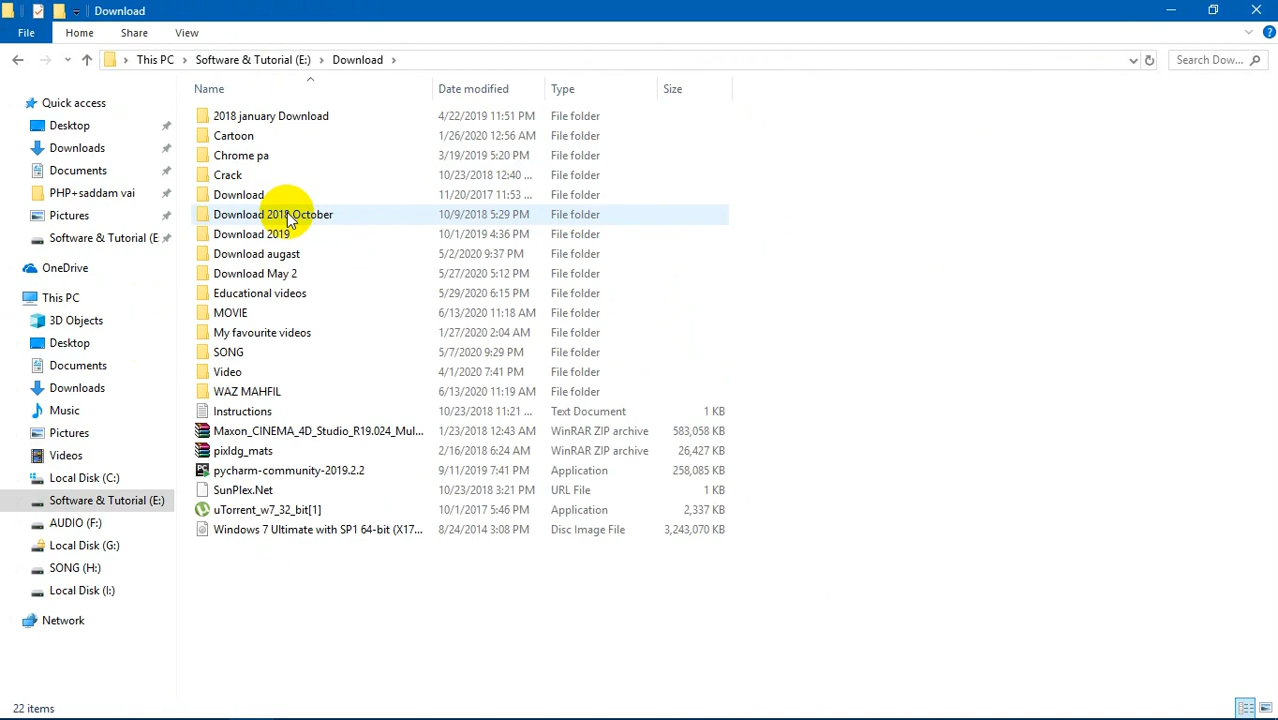 Download
File Home Share View
This PC Software & Tutorial (E:) Download Search Dow...
Name Date modified Type Size
Quick access
Desktop
Downloads
Documents
PHP+saddam vai
Pictures
Software & Tutorial (E
OneDrive
This PC
3D Objects
Desktop
Documents
Downloads
Music
Pictures
Videos
Local Disk (C:)
Software & Tutorial (E:)
AUDIO (F:)
Local Disk (G:)
SONG (H:)
Local Disk (I:)
Network
2018 january Download 4/22/2019 11:51 PM File folder
Cartoon 1/26/2020 12:56 AM File folder
Chrome pa 3/19/2019 5:20 PM File folder
Crack 10/23/2018 12:40 ... File folder
Download 11/20/2017 11:53 ... File folder
Download 2018 October 10/9/2018 5:29 PM File folder
Download 2019 10/1/2019 4:36 PM File folder
Download augast 5/2/2020 9:37 PM File folder
Download May 2 5/27/2020 5:12 PM File folder
Educational videos 5/29/2020 6:15 PM File folder
MOVIE 6/13/2020 11:18 AM File folder
My favourite videos 1/27/2020 2:04 AM File folder
SONG 5/7/2020 9:29 PM File folder
Video 4/1/2020 7:41 PM File folder
WAZ MAHFIL 6/13/2020 11:19 AM File folder
Instructions 10/23/2018 11:21 ... Text Document 1 KB
Maxon_CINEMA_4D_Studio_R19.024_Mul... 1/23/2018 12:43 AM WinRAR ZIP archive 583,058 KB
pixldg_mats 2/16/2018 6:24 AM WinRAR ZIP archive 26,427 KB
pycharm-community-2019.2.2 9/11/2019 7:41 PM Application 258,085 KB
SunPlex.Net 10/23/2018 3:21 PM URL File 1 KB
uTorrent_w7_32_bit[1] 10/1/2017 5:46 PM Application 2,337 KB
Windows 7 Ultimate with SP1 64-bit (X17... 8/24/2014 3:08 PM Disc Image File 3,243,070 KB
22 items